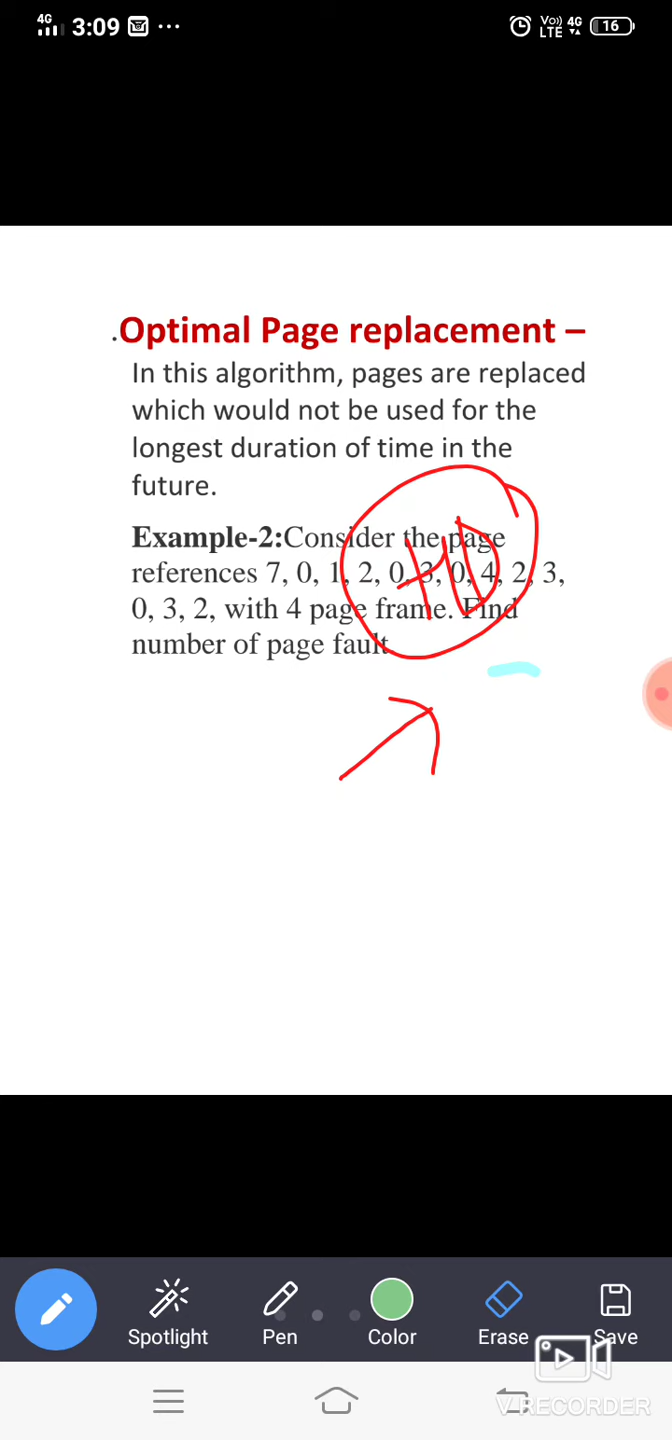 4G 3:09 ... Vo)) LTE 4G 16
.Optimal Page replacement –
In this algorithm, pages are replaced
which would not be used for the
longest duration of time in the
future.
Example-2:Consider the page
references 7, 0, 1, 2, 0, 3, 0, 4, 2, 3,
0, 3, 2, with 4 page frame. Find
number of page fault.
Spotlight Pen Color Erase Save
V.RECORDER